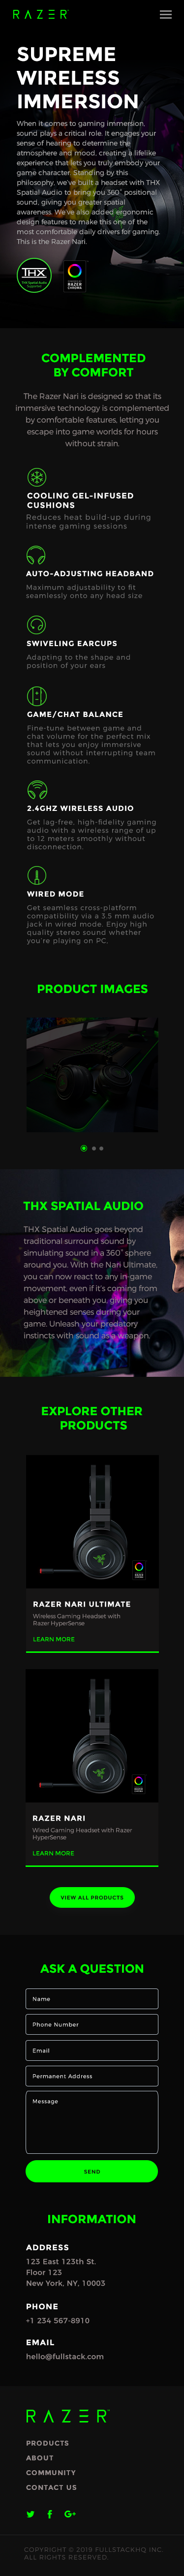 RAZER
SUPREME
WIRELESS
IMMERSION
When it comes to gaming immersion,
sound plays a critical role. It engages your
sense of hearing to determine the
atmosphere and mood, creating a lifelike
experience that lets you truly embody your
game character. Standing by this
philosophy, we've built a headset with THX
Spatial Audio to bring you 360° positional
sound, giving you greater spatial
awareness. We've also added ergonomic
design features to make this one of the
most comfortable daily drivers for gaming.
This is the Razer Nari.
THX
THX Spatial Audio
RAZER
CHROMA
COMPLEMENTED
BY COMFORT
The Razer Nari is designed so that its
immersive technology is complemented
by comfortable features, letting you
escape into game worlds for hours
without strain.
COOLING GEL-INFUSED
CUSHIONS
Reduces heat build-up during
intense gaming sessions
AUTO-ADJUSTING HEADBAND
Maximum adjustability to fit
seamlessly onto any head size
SWIVELING EARCUPS
Adapting to the shape and
position of your ears
GAME/CHAT BALANCE
Fine-tune between game and
chat volume for the perfect mix
that lets you enjoy immersive
sound without interrupting team
communication.
2.4GHZ WIRELESS AUDIO
Get lag-free, high-fidelity gaming
audio with a wireless range of up
to 12 meters smoothly without
disconnection.
WIRED MODE
Get seamless cross-platform
compatibility via a 3.5 mm audio
jack in wired mode. Enjoy high
quality stereo sound whether
you're playing on PC,
PRODUCT IMAGES
THX SPATIAL AUDIO
THX Spatial Audio goes beyond
traditional surround sound by
simulating sound in a 360° sphere
around you. With the Nari Ultimate,
you can now react to any in-game
movement, even if it's coming from
above or beneath you, giving you
heightened senses during your
game. Unleash your predatory
instincts with sound as a weapon.
EXPLORE OTHER
PRODUCTS
RAZER NARI ULTIMATE
Wireless Gaming Headset with
Razer HyperSense
LEARN MORE
RAZER NARI
Wired Gaming Headset with Razer
HyperSense
LEARN MORE
VIEW ALL PRODUCTS
ASK A QUESTION
Name
Phone Number
Email
Permanent Address
Message
SEND
INFORMATION
ADDRESS
123 East 123th St.
Floor 123
New York, NY, 10003
PHONE
+1 234 567-8910
EMAIL
hello@fullstack.com
RAZER
PRODUCTS
ABOUT
COMMUNITY
CONTACT US
COPYRIGHT © 2019 FULLSTACKHQ INC.
ALL RIGHTS RESERVED.